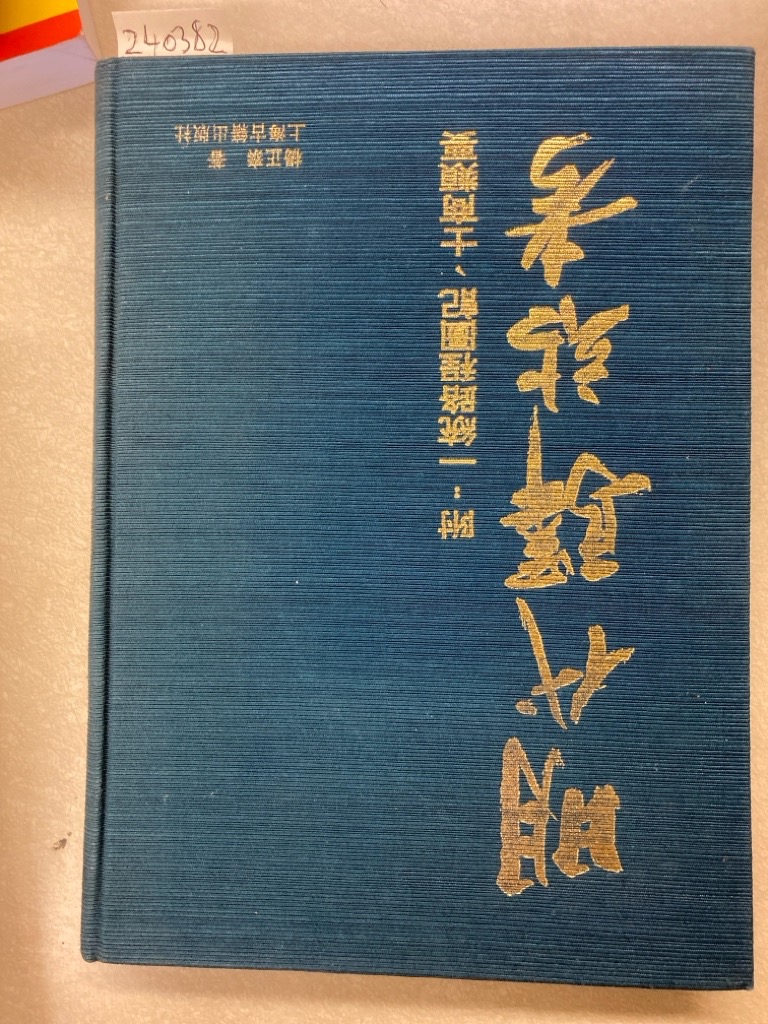 240382
明代驛站考
附：一統路程圖記、士商類要
楊正泰 著
上海古籍出版社